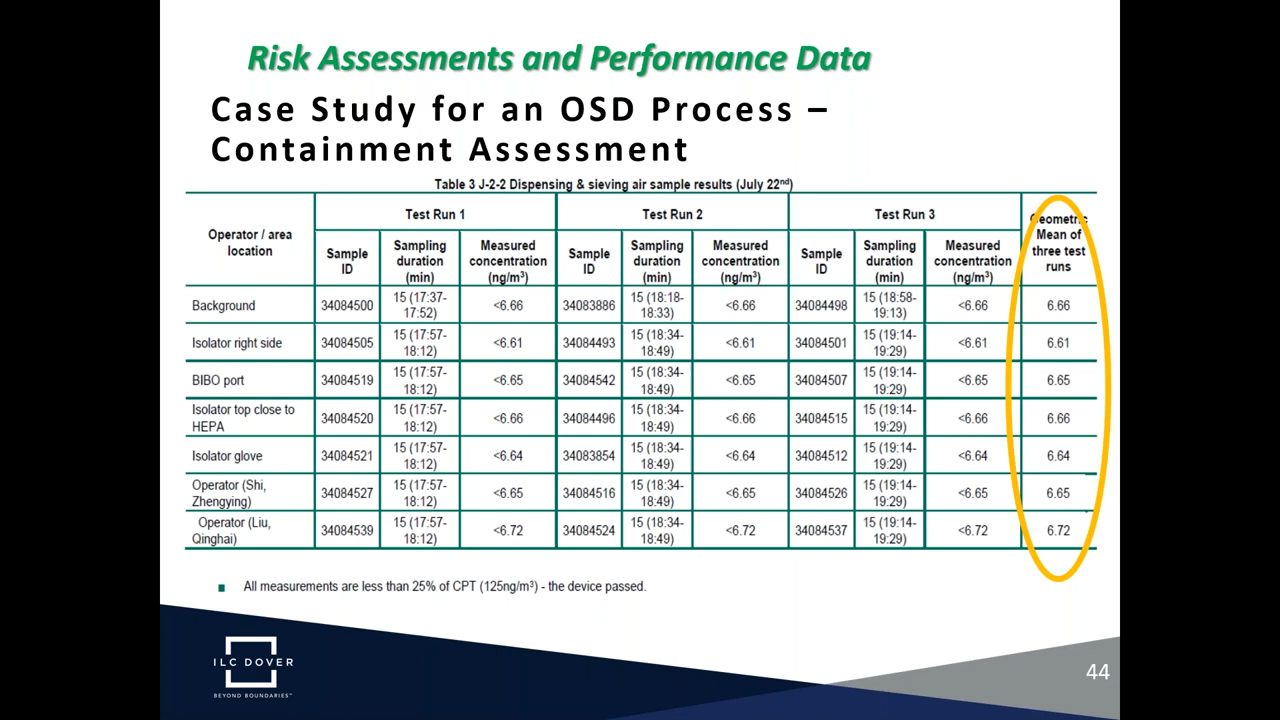 Risk Assessments and Performance Data
Case Study for an OSD Process –
Containment Assessment
Table 3 J-2-2 Dispensing & sieving air sample results (July 22nd)
Operator / area location | Test Run 1 | Test Run 2 | Test Run 3 | Geometric Mean of three test runs
Sample ID | Sampling duration (min) | Measured concentration (ng/m³) | Sample ID | Sampling duration (min) | Measured concentration (ng/m³) | Sample ID | Sampling duration (min) | Measured concentration (ng/m³)
Background | 34084500 | 15 (17:37-17:52) | <6.66 | 34083886 | 15 (18:18-18:33) | <6.66 | 34084498 | 15 (18:58-19:13) | <6.66 | 6.66
Isolator right side | 34084505 | 15 (17:57-18:12) | <6.61 | 34084493 | 15 (18:34-18:49) | <6.61 | 34084501 | 15 (19:14-19:29) | <6.61 | 6.61
BIBO port | 34084519 | 15 (17:57-18:12) | <6.65 | 34084542 | 15 (18:34-18:49) | <6.65 | 34084507 | 15 (19:14-19:29) | <6.65 | 6.65
Isolator top close to HEPA | 34084520 | 15 (17:57-18:12) | <6.66 | 34084496 | 15 (18:34-18:49) | <6.66 | 34084515 | 15 (19:14-19:29) | <6.66 | 6.66
Isolator glove | 34084521 | 15 (17:57-18:12) | <6.64 | 34083854 | 15 (18:34-18:49) | <6.64 | 34084512 | 15 (19:14-19:29) | <6.64 | 6.64
Operator (Shi, Zhengying) | 34084527 | 15 (17:57-18:12) | <6.65 | 34084516 | 15 (18:34-18:49) | <6.65 | 34084526 | 15 (19:14-19:29) | <6.65 | 6.65
Operator (Liu, Qinghai) | 34084539 | 15 (17:57-18:12) | <6.72 | 34084524 | 15 (18:34-18:49) | <6.72 | 34084537 | 15 (19:14-19:29) | <6.72 | 6.72
All measurements are less than 25% of CPT (125ng/m³) - the device passed.
ILC DOVER
BEYOND BOUNDARIES™
44